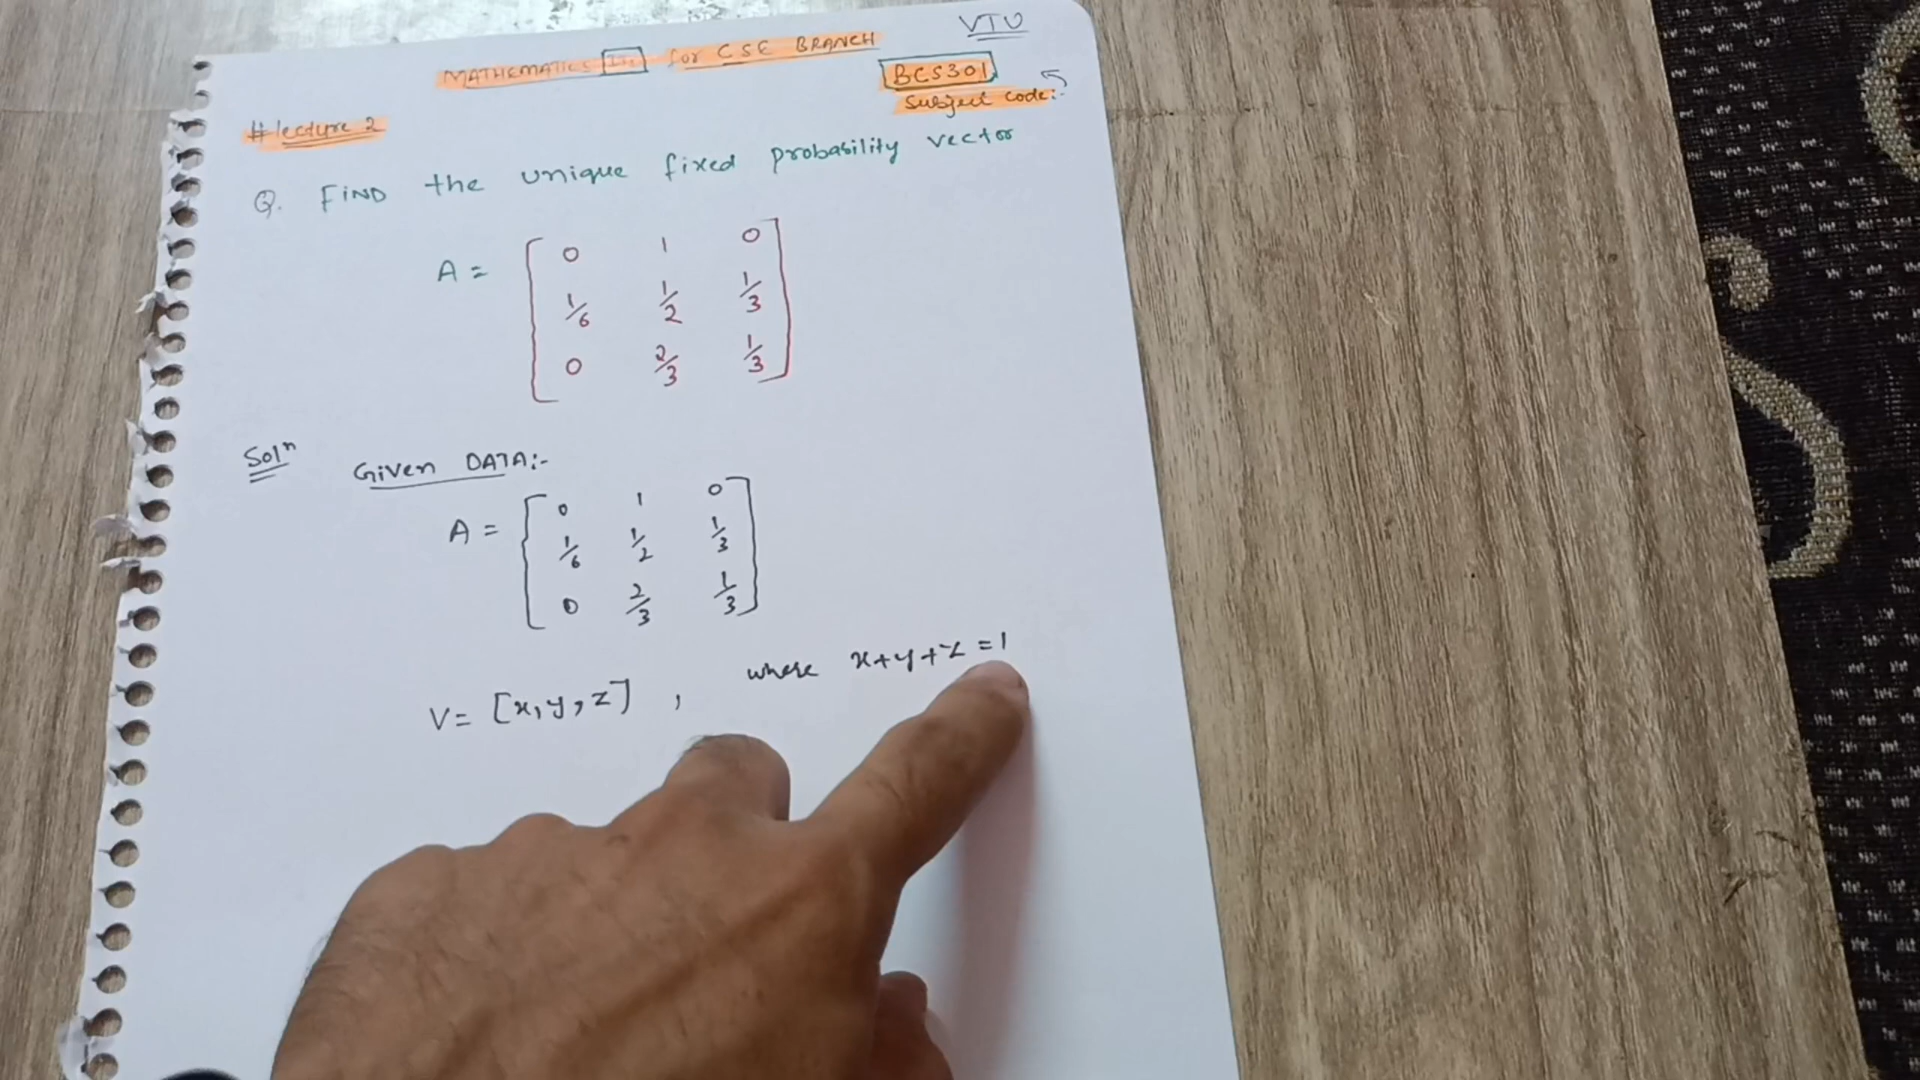 VTU
MATHEMATICS III for CSE BRANCH
BCS301
Subject code:-
# lecture 2
Q. FIND the unique fixed probability vector
A = [ 0 1 0
1/6 1/2 1/3
0 2/3 1/3 ]
Solⁿ Given DATA:-
A = [ 0 1 0
1/6 1/2 1/3
0 2/3 1/3 ]
V = [x, y, z] , where x+y+z =1